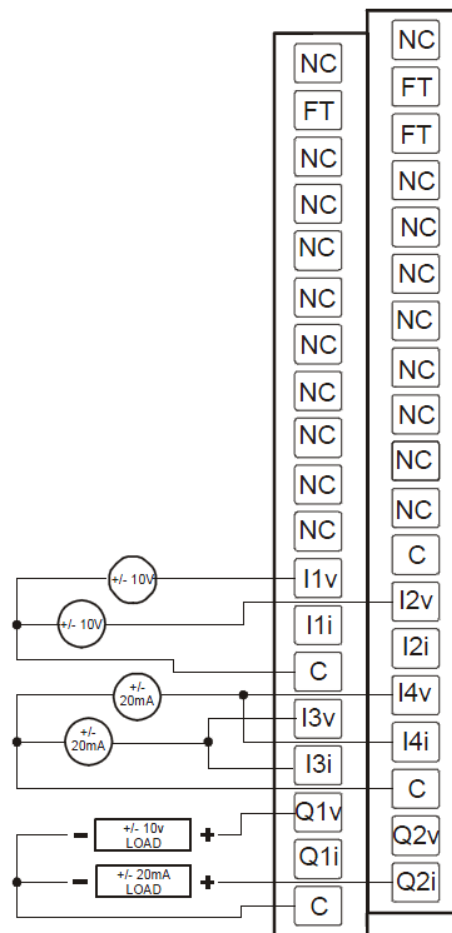 NC
FT
NC
NC
NC
NC
NC
NC
NC
NC
NC
I1v
I1i
C
I3v
I3i
Q1v
Q1i
C
NC
FT
FT
NC
NC
NC
NC
NC
NC
NC
NC
C
I2v
I2i
I4v
I4i
C
Q2v
Q2i
+/- 10V
+/- 10V
+/-
20mA
+/-
20mA
- +/- 10v +
LOAD
- +/- 20mA +
LOAD